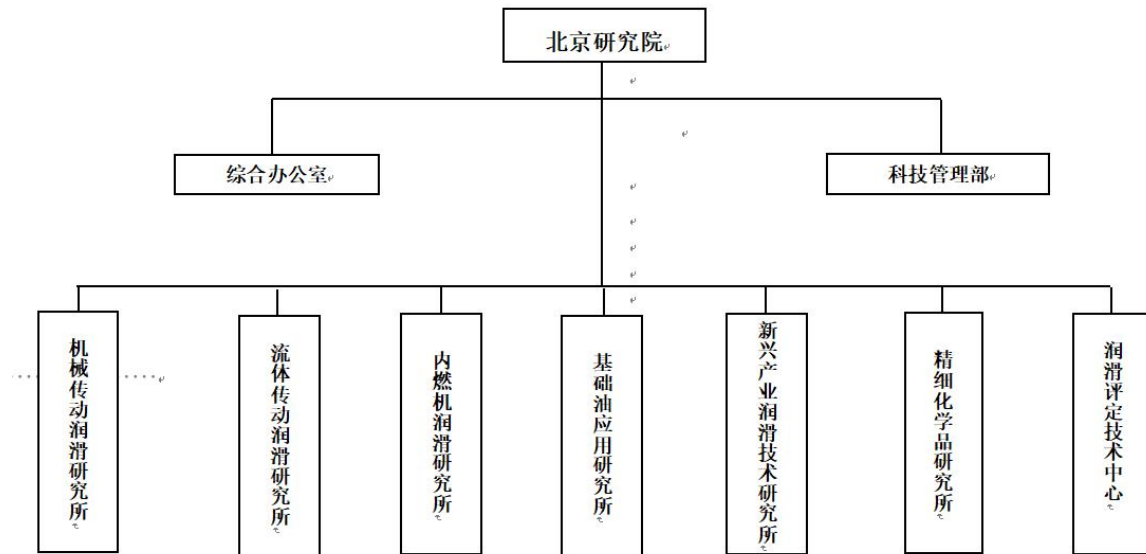 北京研究院
综合办公室
科技管理部
机械传动润滑研究所
流体传动润滑研究所
内燃机润滑研究所
基础油应用研究所
新兴产业润滑技术研究所
精细化学品研究所
润滑评定技术中心